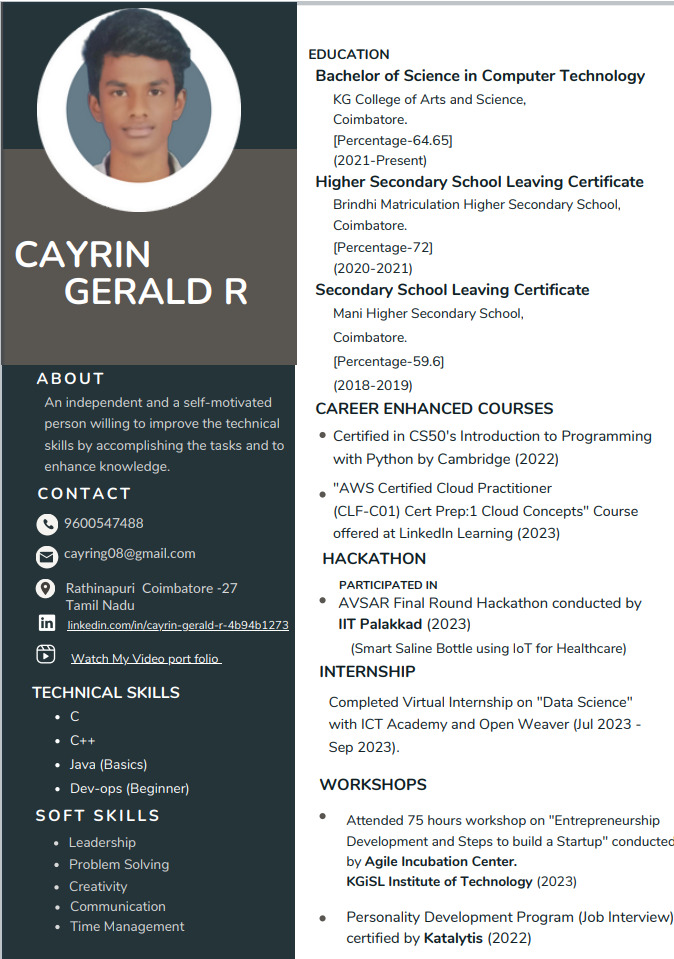 CAYRIN
GERALD R
ABOUT
An independent and a self-motivated
person willing to improve the technical
skills by accomplishing the tasks and to
enhance knowledge.
CONTACT
9600547488
cayring08@gmail.com
Rathinapuri Coimbatore -27
Tamil Nadu
linkedin.com/in/cayrin-gerald-r-4b94b1273
Watch My Video port folio
TECHNICAL SKILLS
• C
• C++
• Java (Basics)
• Dev-ops (Beginner)
SOFT SKILLS
• Leadership
• Problem Solving
• Creativity
• Communication
• Time Management
EDUCATION
Bachelor of Science in Computer Technology
KG College of Arts and Science,
Coimbatore.
[Percentage-64.65]
(2021-Present)
Higher Secondary School Leaving Certificate
Brindhi Matriculation Higher Secondary School,
Coimbatore.
[Percentage-72]
(2020-2021)
Secondary School Leaving Certificate
Mani Higher Secondary School,
Coimbatore.
[Percentage-59.6]
(2018-2019)
CAREER ENHANCED COURSES
• Certified in CS50's Introduction to Programming
with Python by Cambridge (2022)
• "AWS Certified Cloud Practitioner
(CLF-C01) Cert Prep:1 Cloud Concepts" Course
offered at LinkedIn Learning (2023)
HACKATHON
PARTICIPATED IN
• AVSAR Final Round Hackathon conducted by
IIT Palakkad (2023)
(Smart Saline Bottle using IoT for Healthcare)
INTERNSHIP
Completed Virtual Internship on "Data Science"
with ICT Academy and Open Weaver (Jul 2023 -
Sep 2023).
WORKSHOPS
• Attended 75 hours workshop on "Entrepreneurship
Development and Steps to build a Startup" conducted
by Agile Incubation Center.
KGiSL Institute of Technology (2023)
• Personality Development Program (Job Interview)
certified by Katalytis (2022)